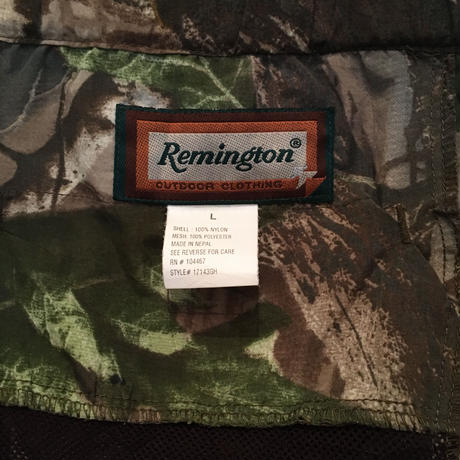 Remington®
OUTDOOR CLOTHING
L
SHELL : 100% NYLON
MESH: 100% POLYESTER
MADE IN NEPAL
SEE REVERSE FOR CARE
RN # 104467
STYLE# 17143GH